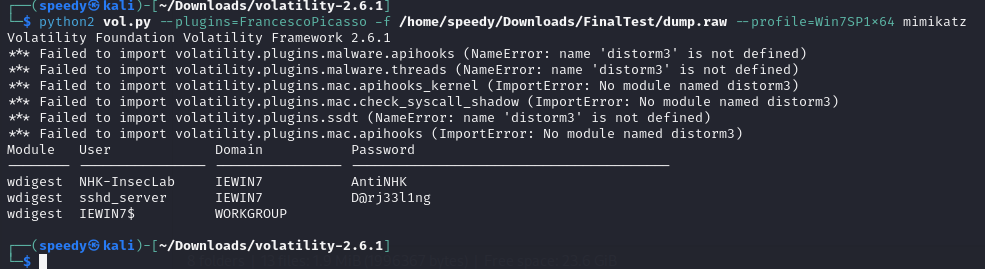 ┌──(speedy㉿kali)-[~/Downloads/volatility-2.6.1]
└─$ python2 vol.py --plugins=FrancescoPicasso -f /home/speedy/Downloads/FinalTest/dump.raw --profile=Win7SP1x64 mimikatz
Volatility Foundation Volatility Framework 2.6.1
*** Failed to import volatility.plugins.malware.apihooks (NameError: name 'distorm3' is not defined)
*** Failed to import volatility.plugins.malware.threads (NameError: name 'distorm3' is not defined)
*** Failed to import volatility.plugins.mac.apihooks_kernel (ImportError: No module named distorm3)
*** Failed to import volatility.plugins.mac.check_syscall_shadow (ImportError: No module named distorm3)
*** Failed to import volatility.plugins.ssdt (NameError: name 'distorm3' is not defined)
*** Failed to import volatility.plugins.mac.apihooks (ImportError: No module named distorm3)
Module   User             Domain           Password
-------- ---------------- ---------------- ----------------------------------------
wdigest  NHK-InsecLab     IEWIN7           AntiNHK
wdigest  sshd_server      IEWIN7           D@rj33l1ng
wdigest  IEWIN7$          WORKGROUP
┌──(speedy㉿kali)-[~/Downloads/volatility-2.6.1]
└─$